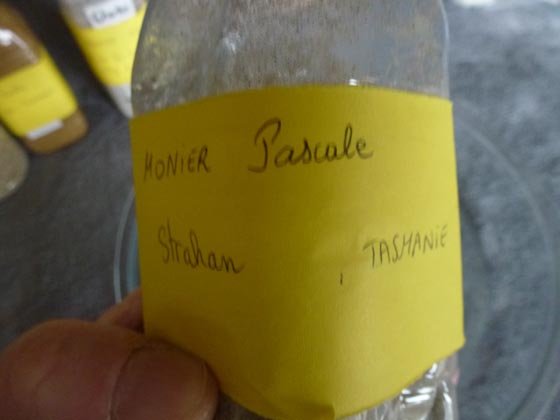 MONIER Pascale
Strahan , TASMANIE